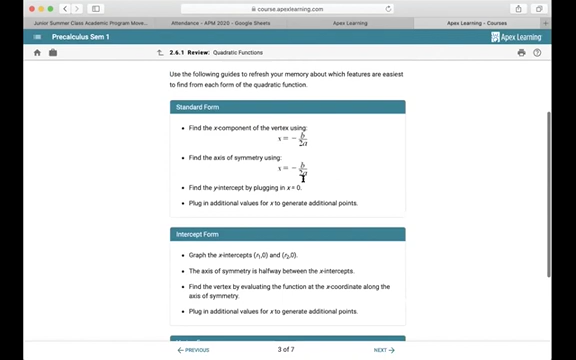 course.apexlearning.com
Junior Summer Class Academic Program Move...
Attendance - APM 2020 - Google Sheets
Apex Learning
Apex Learning - Courses
Precalculus Sem 1
Apex Learning
2.6.1 Review: Quadratic Functions
Use the following guides to refresh your memory about which features are easiest
to find from each form of the quadratic function.
Standard Form
• Find the x-component of the vertex using:
x = - b/2a
• Find the axis of symmetry using:
x = - b/2a
• Find the y-intercept by plugging in x = 0.
• Plug in additional values for x to generate additional points.
Intercept Form
• Graph the x-intercepts (r₁,0) and (r₂,0).
• The axis of symmetry is halfway between the x-intercepts.
• Find the vertex by evaluating the function at the x-coordinate along the
axis of symmetry.
• Plug in additional values for x to generate additional points.
← PREVIOUS
3 of 7
NEXT →